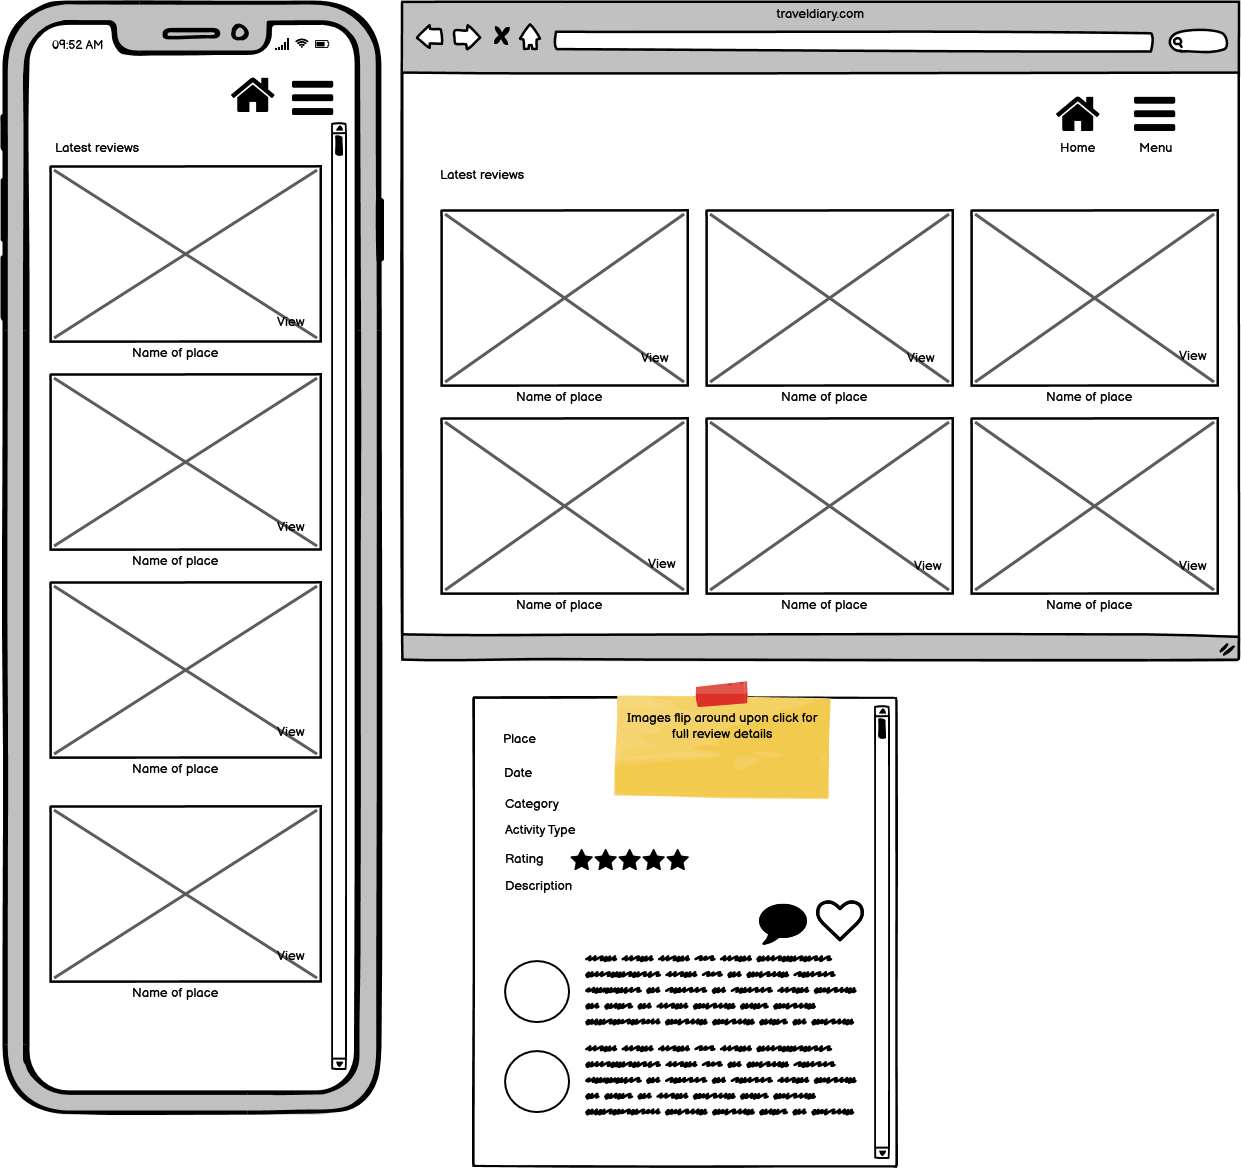 09:52 AM
Latest reviews
View
Name of place
View
Name of place
View
Name of place
View
Name of place
traveldiary.com
Home
Menu
Latest reviews
View
View
View
Name of place
Name of place
Name of place
View
View
View
Name of place
Name of place
Name of place
Images flip around upon click for
full review details
Place
Date
Category
Activity Type
Rating
Description